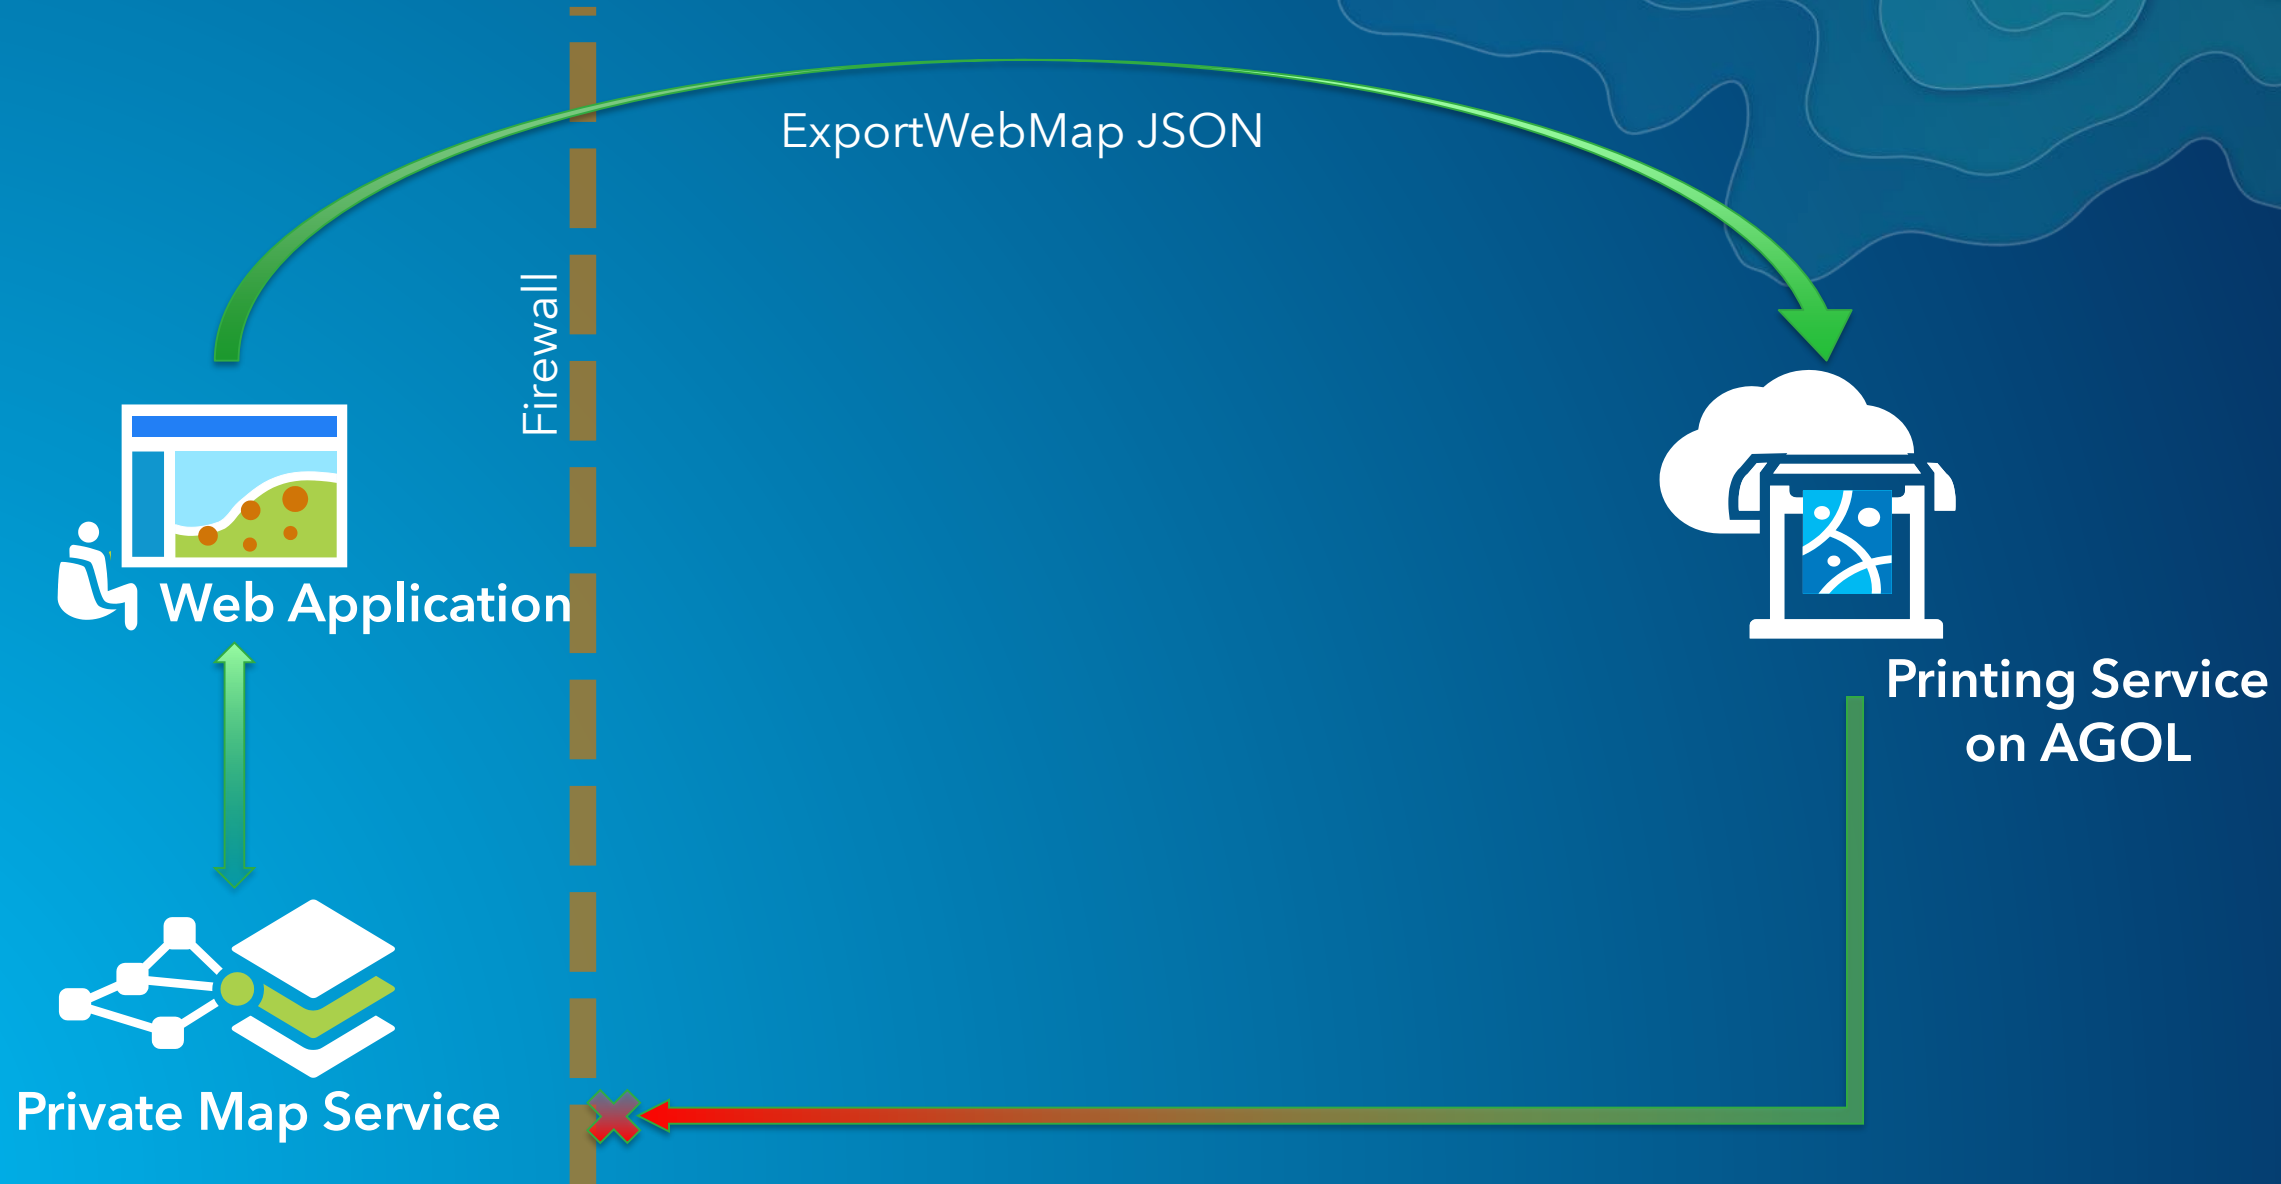 ExportWebMap JSON
Firewall
Web Application
Printing Service
on AGOL
Private Map Service